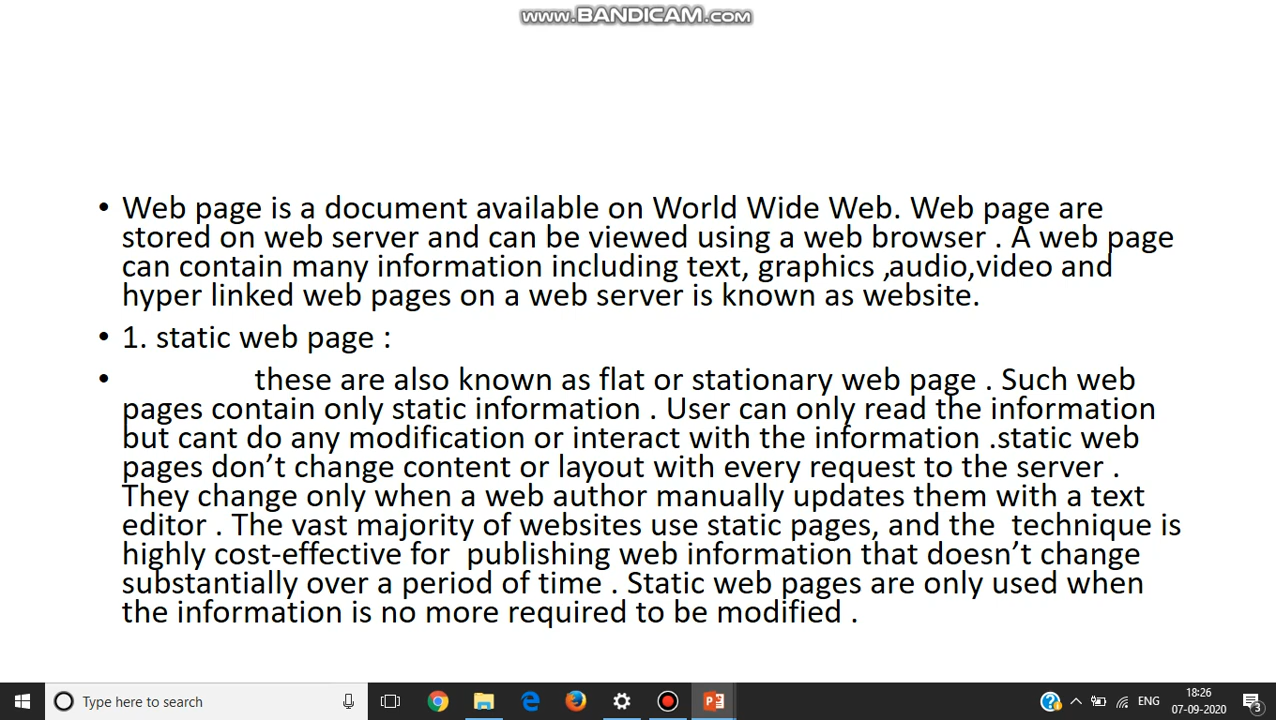 www.BANDICAM.com
• Web page is a document available on World Wide Web. Web page are
stored on web server and can be viewed using a web browser . A web page
can contain many information including text, graphics ,audio,video and
hyper linked web pages on a web server is known as website.
• 1. static web page :
• these are also known as flat or stationary web page . Such web
pages contain only static information . User can only read the information
but cant do any modification or interact with the information .static web
pages don’t change content or layout with every request to the server .
They change only when a web author manually updates them with a text
editor . The vast majority of websites use static pages, and the  technique is
highly cost-effective for  publishing web information that doesn’t change
substantially over a period of time . Static web pages are only used when
the information is no more required to be modified .
Type here to search
ENG
18:26
07-09-2020
3